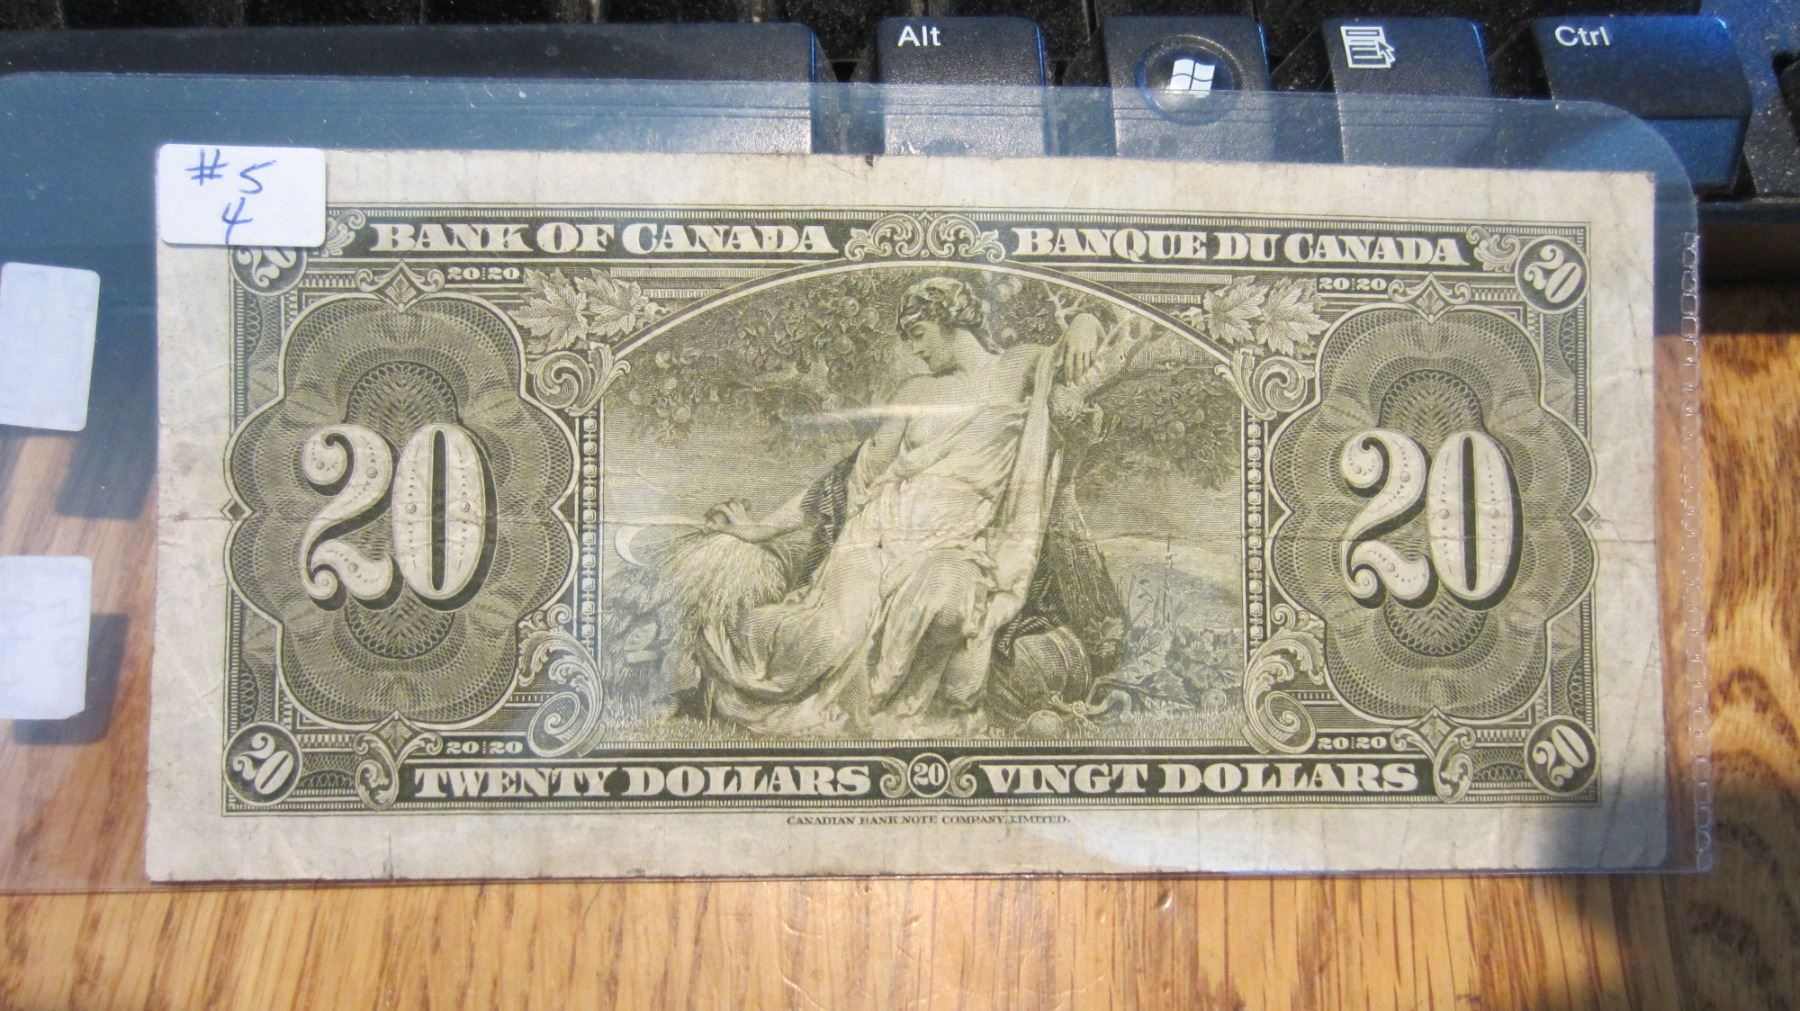 Alt
Ctrl
#5
4
BANK OF CANADA BANQUE DU CANADA
20 20
20 20 20 20
20 20
TWENTY DOLLARS 20 VINGT DOLLARS
20 20 20 20
20 20
CANADIAN BANK NOTE COMPANY, LIMITED.